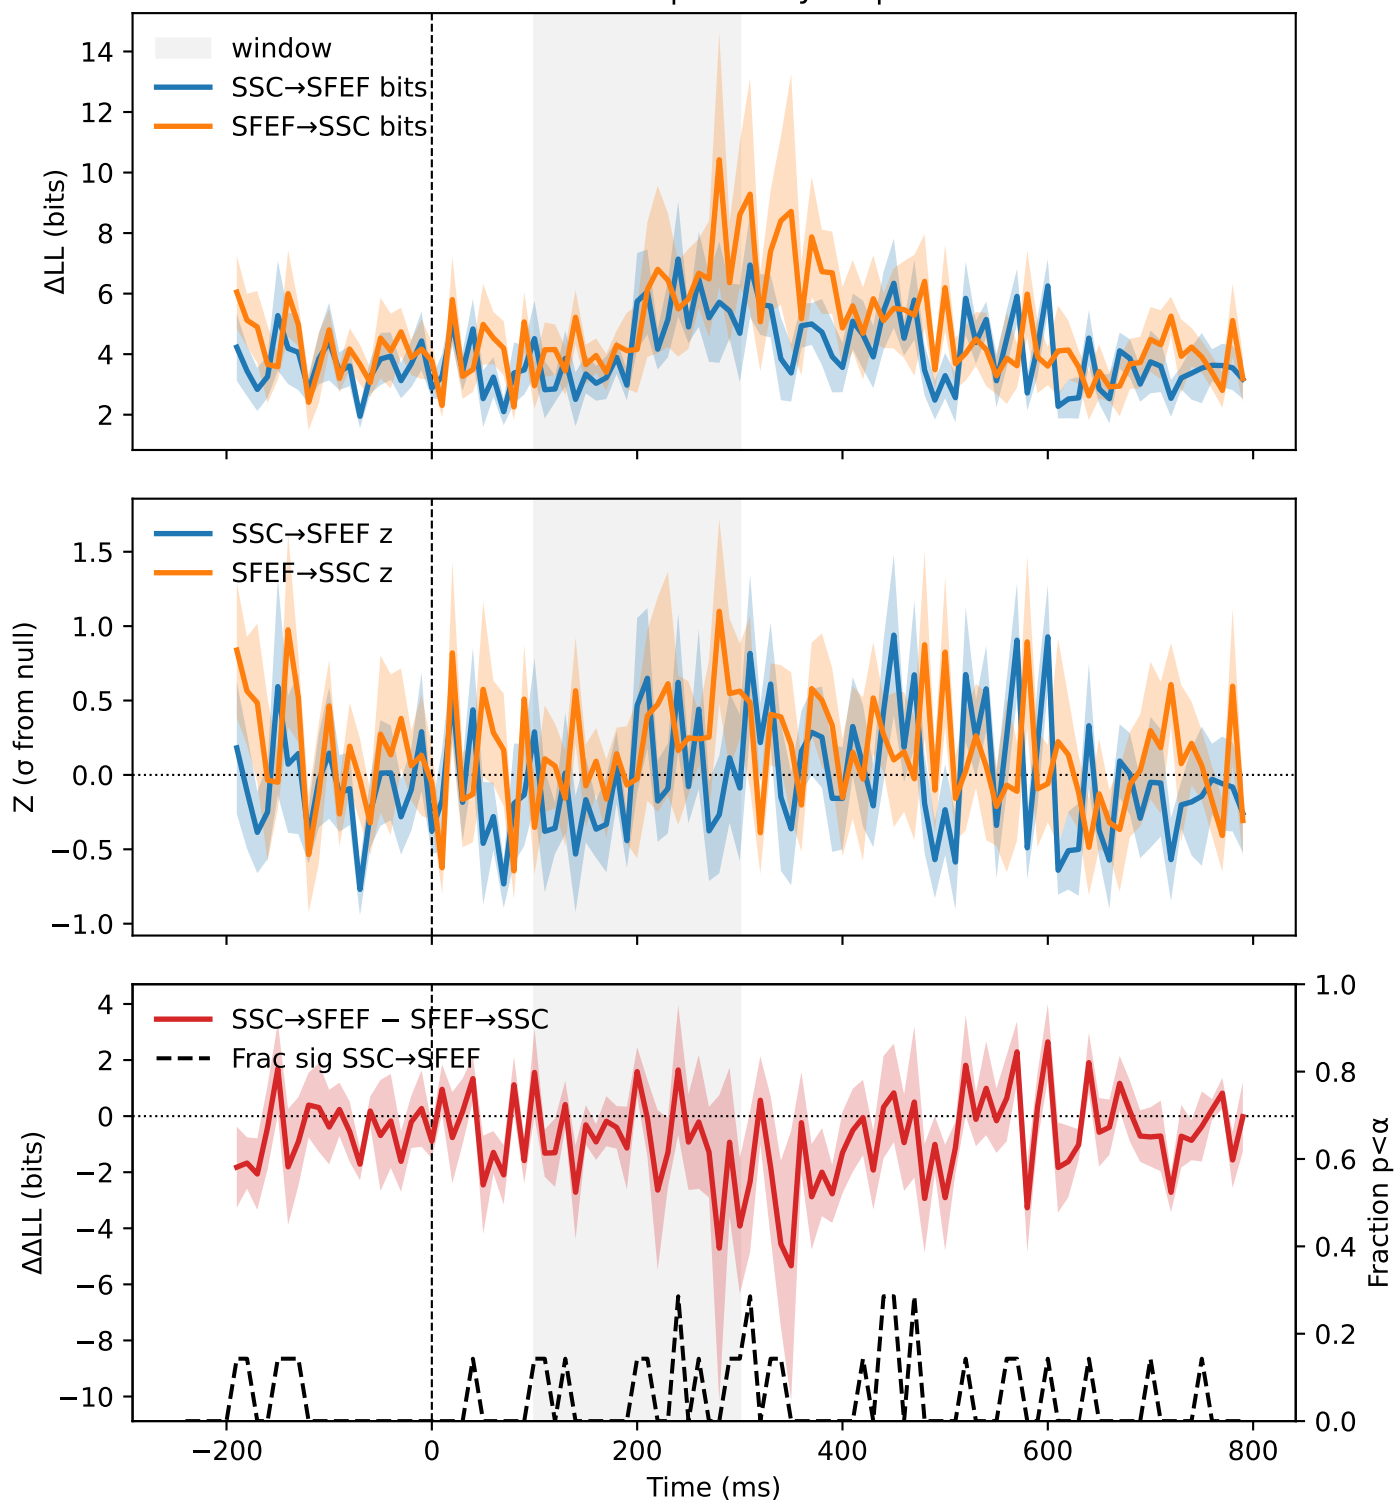 14
12
10
8
6
4
2
ΔLL (bits)
window
SSC→SFEF bits
SFEF→SSC bits
1.5
1.0
0.5
0.0
−0.5
−1.0
Z (σ from null)
SSC→SFEF z
SFEF→SSC z
4
2
0
−2
−4
−6
−8
−10
ΔΔLL (bits)
SSC→SFEF − SFEF→SSC
Frac sig SSC→SFEF
1.0
0.8
0.6
0.4
0.2
0.0
Fraction p<α
−200 0 200 400 600 800
Time (ms)